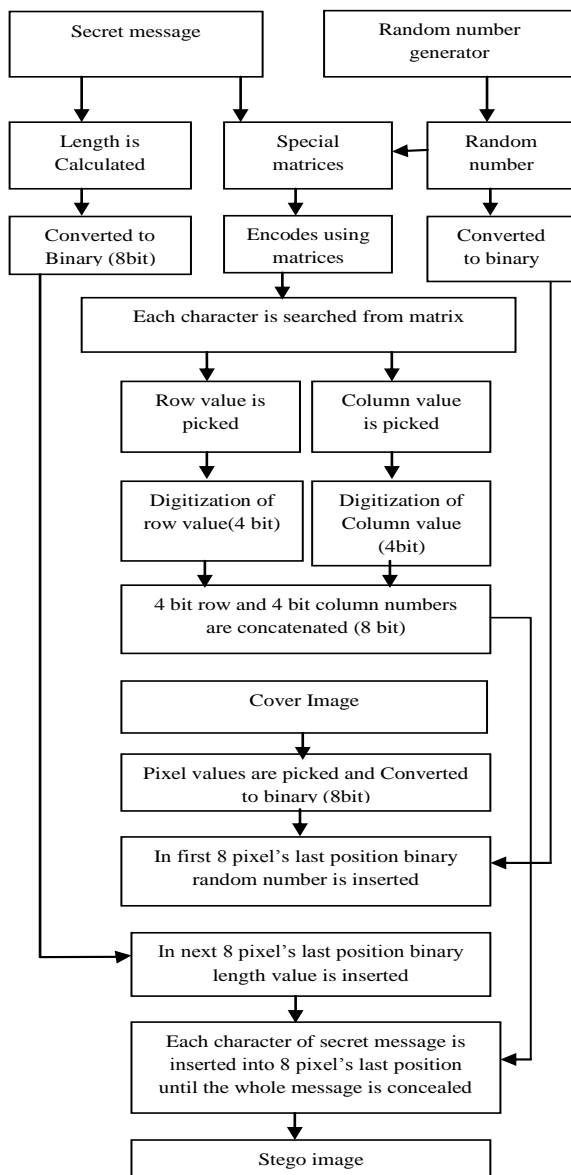 Secret message
Random number
generator
Length is
Calculated
Special
matrices
Random
number
Converted to
Binary (8bit)
Encodes using
matrices
Converted
to binary
Each character is searched from matrix
Row value is
picked
Column value
is picked
Digitization of
row value(4 bit)
Digitization of
Column value
(4bit)
4 bit row and 4 bit column numbers
are concatenated (8 bit)
Cover Image
Pixel values are picked and Converted
to binary (8bit)
In first 8 pixel's last position binary
random number is inserted
In next 8 pixel's last position binary
length value is inserted
Each character of secret message is
inserted into 8 pixel's last position
until the whole message is concealed
Stego image